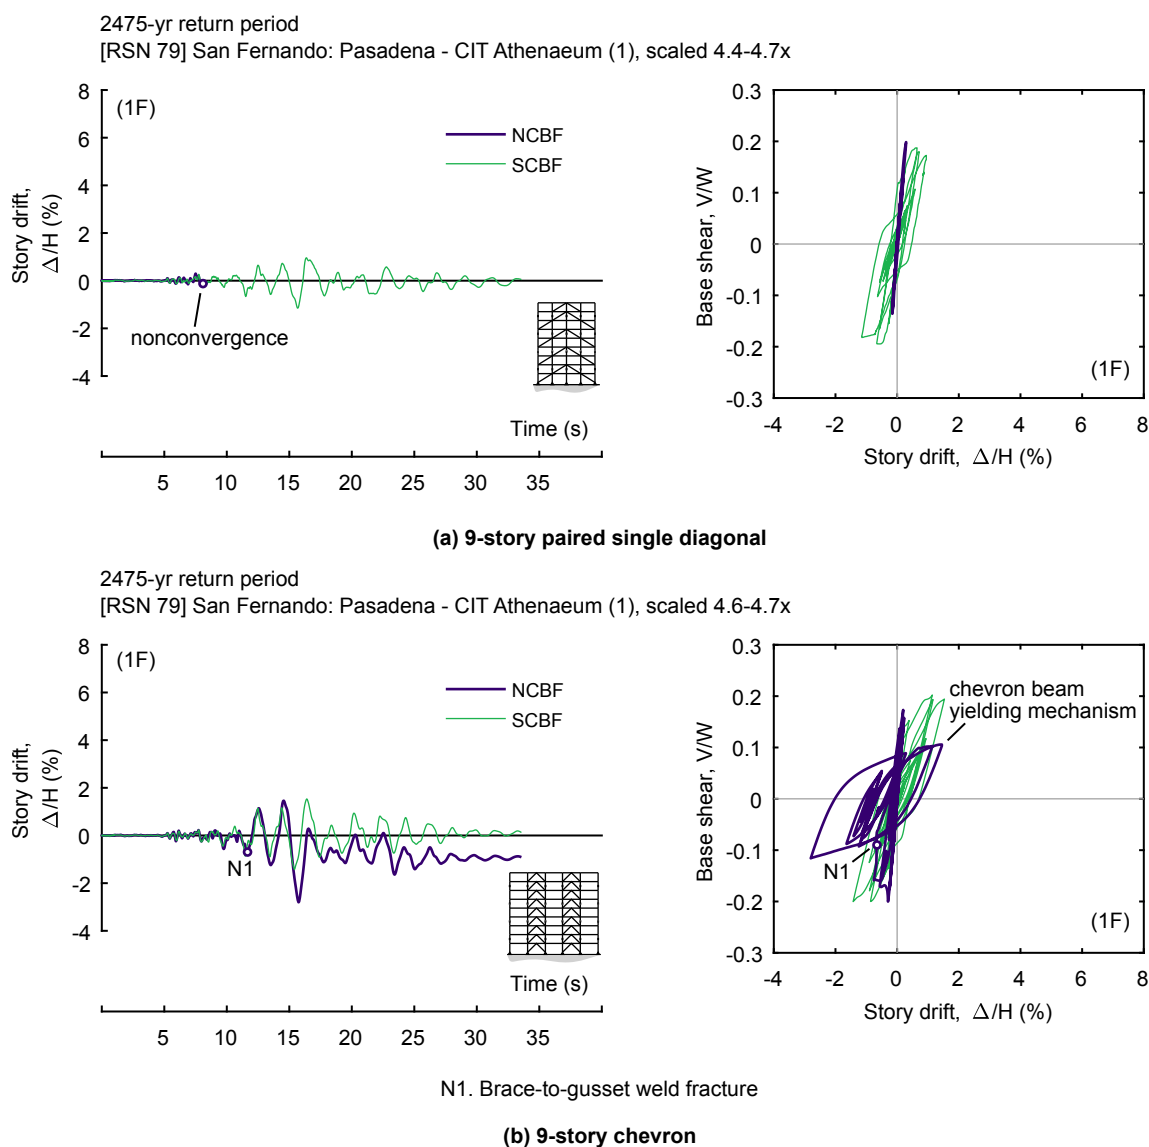 2475-yr return period
[RSN 79] San Fernando: Pasadena - CIT Athenaeum (1), scaled 4.4-4.7x
8
6
4
2
0
-2
-4
Story drift,
Δ/H (%)
(1F)
NCBF
SCBF
nonconvergence
Time (s)
5
10
15
20
25
30
35
0.3
0.2
0.1
0
-0.1
-0.2
-0.3
Base shear, V/W
(1F)
-4
-2
0
2
4
6
8
Story drift, Δ/H (%)
(a) 9-story paired single diagonal
2475-yr return period
[RSN 79] San Fernando: Pasadena - CIT Athenaeum (1), scaled 4.6-4.7x
8
6
4
2
0
-2
-4
Story drift,
Δ/H (%)
(1F)
NCBF
SCBF
N1
Time (s)
5
10
15
20
25
30
35
0.3
0.2
0.1
0
-0.1
-0.2
-0.3
Base shear, V/W
chevron beam
yielding mechanism
N1
(1F)
-4
-2
0
2
4
6
8
Story drift, Δ/H (%)
N1. Brace-to-gusset weld fracture
(b) 9-story chevron